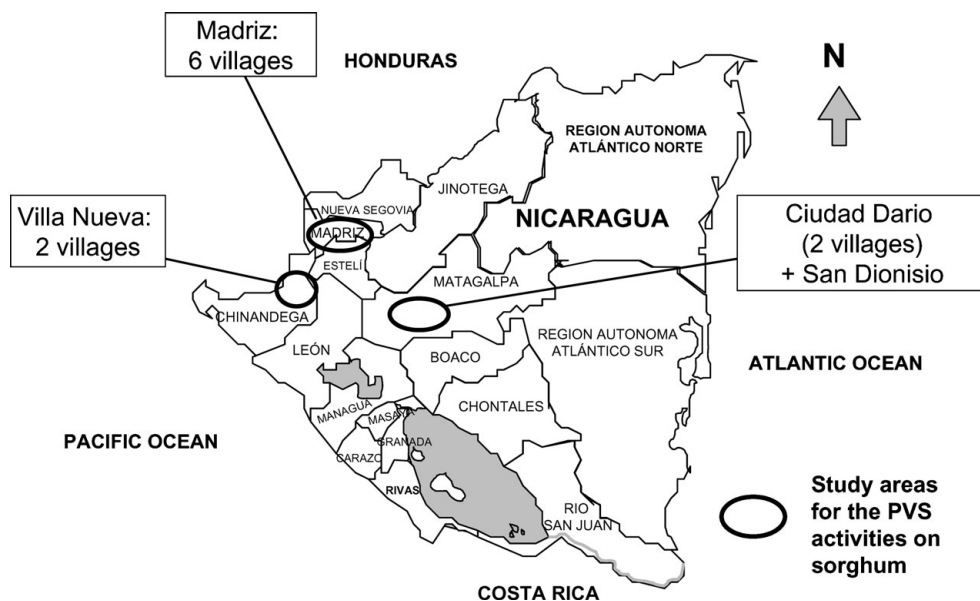 Madriz:
6 villages
HONDURAS
N
REGION AUTONOMA
ATLÁNTICO NORTE
JINOTEGA
NUEVA SEGOVIA
Villa Nueva:
2 villages
MADRIZ
NICARAGUA
Ciudad Dario
(2 villages)
+ San Dionisio
ESTELÍ
MATAGALPA
CHINANDEGA
REGION AUTONOMA
ATLÁNTICO SUR
LEÓN
BOACO
ATLANTIC OCEAN
CHONTALES
MANAGUA
MASAYA
PACIFIC OCEAN
GRANADA
CARAZO
RIVAS
RIO
SAN JUAN
Study areas
for the PVS
activities on
sorghum
COSTA RICA